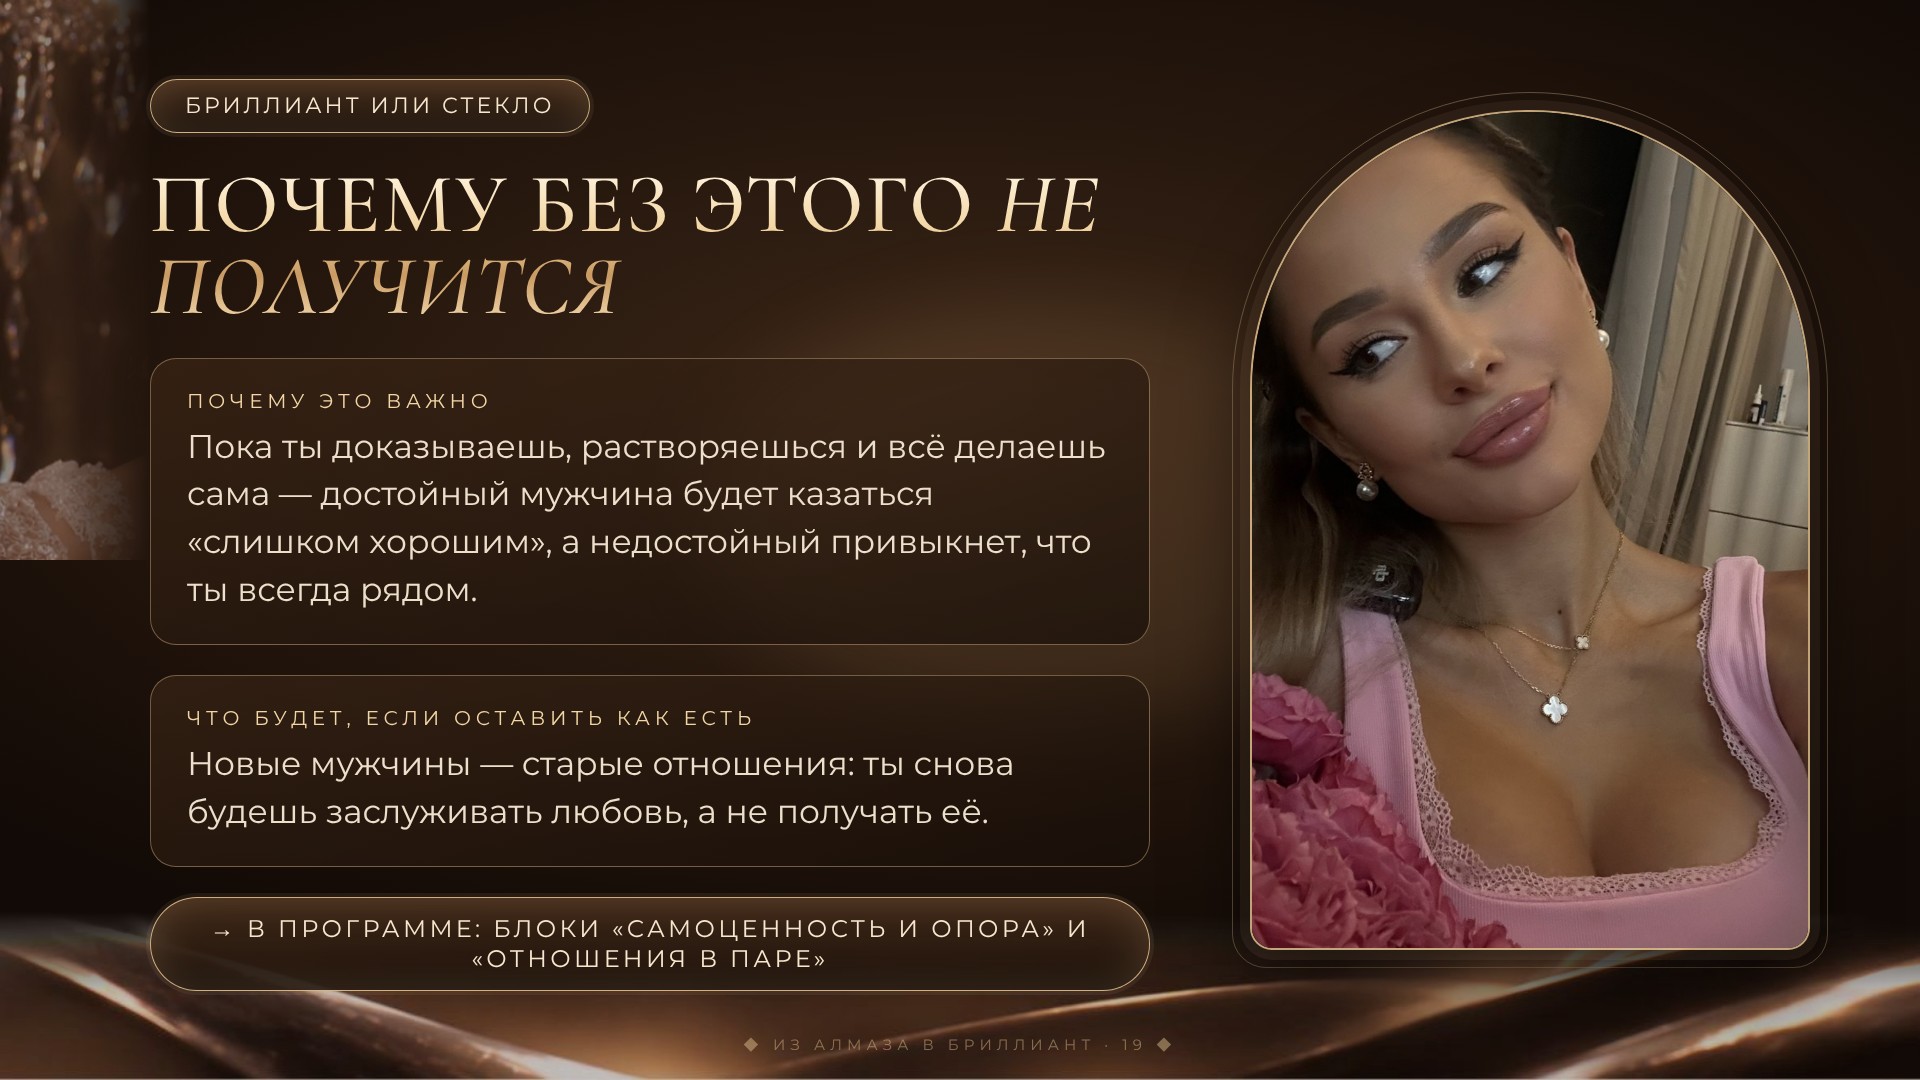 БРИЛЛИАНТ ИЛИ СТЕКЛО
ПОЧЕМУ БЕЗ ЭТОГО НЕ
ПОЛУЧИТСЯ
ПОЧЕМУ ЭТО ВАЖНО
Пока ты доказываешь, растворяешься и всё делаешь
сама — достойный мужчина будет казаться
«слишком хорошим», а недостойный привыкнет, что
ты всегда рядом.
ЧТО БУДЕТ, ЕСЛИ ОСТАВИТЬ КАК ЕСТЬ
Новые мужчины — старые отношения: ты снова
будешь заслуживать любовь, а не получать её.
→ В ПРОГРАММЕ: БЛОКИ «САМОЦЕННОСТЬ И ОПОРА» И
«ОТНОШЕНИЯ В ПАРЕ»
◆ ИЗ АЛМАЗА В БРИЛЛИАНТ · 19 ◆